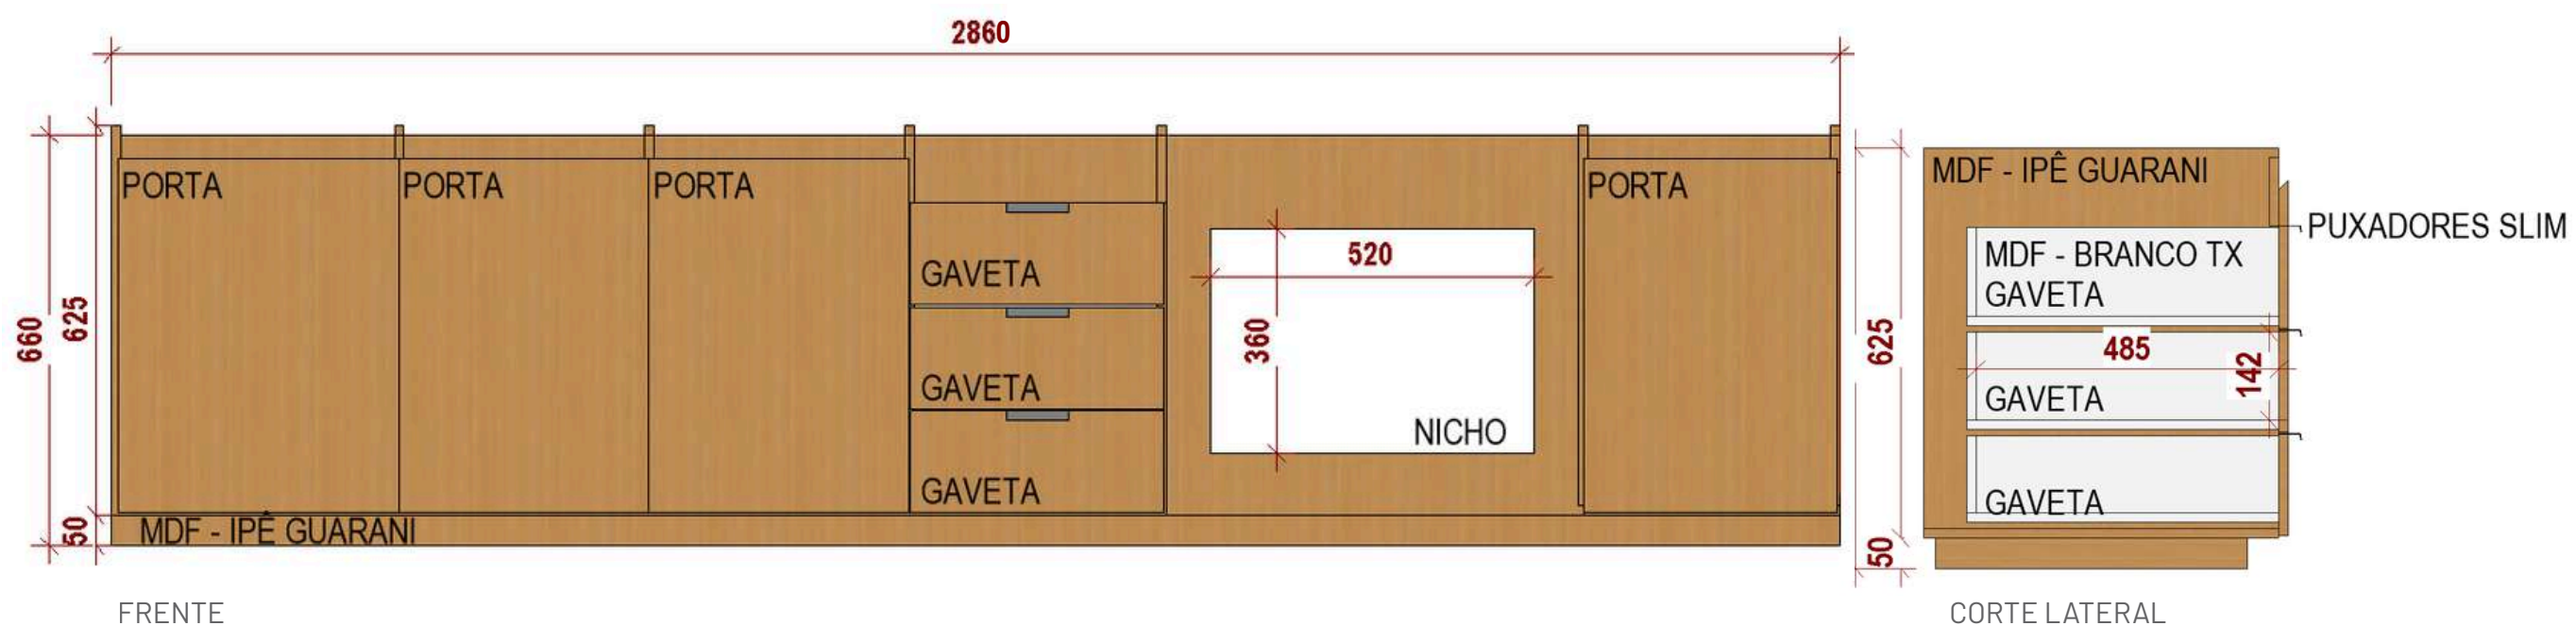 2860
PORTA
PORTA
PORTA
PORTA
MDF - IPÊ GUARANI
PUXADORES SLIM
MDF - BRANCO TX
GAVETA
GAVETA
520
660
625
360
625
485
142
GAVETA
GAVETA
NICHO
GAVETA
GAVETA
50
MDF - IPÊ GUARANI
50
FRENTE
CORTE LATERAL